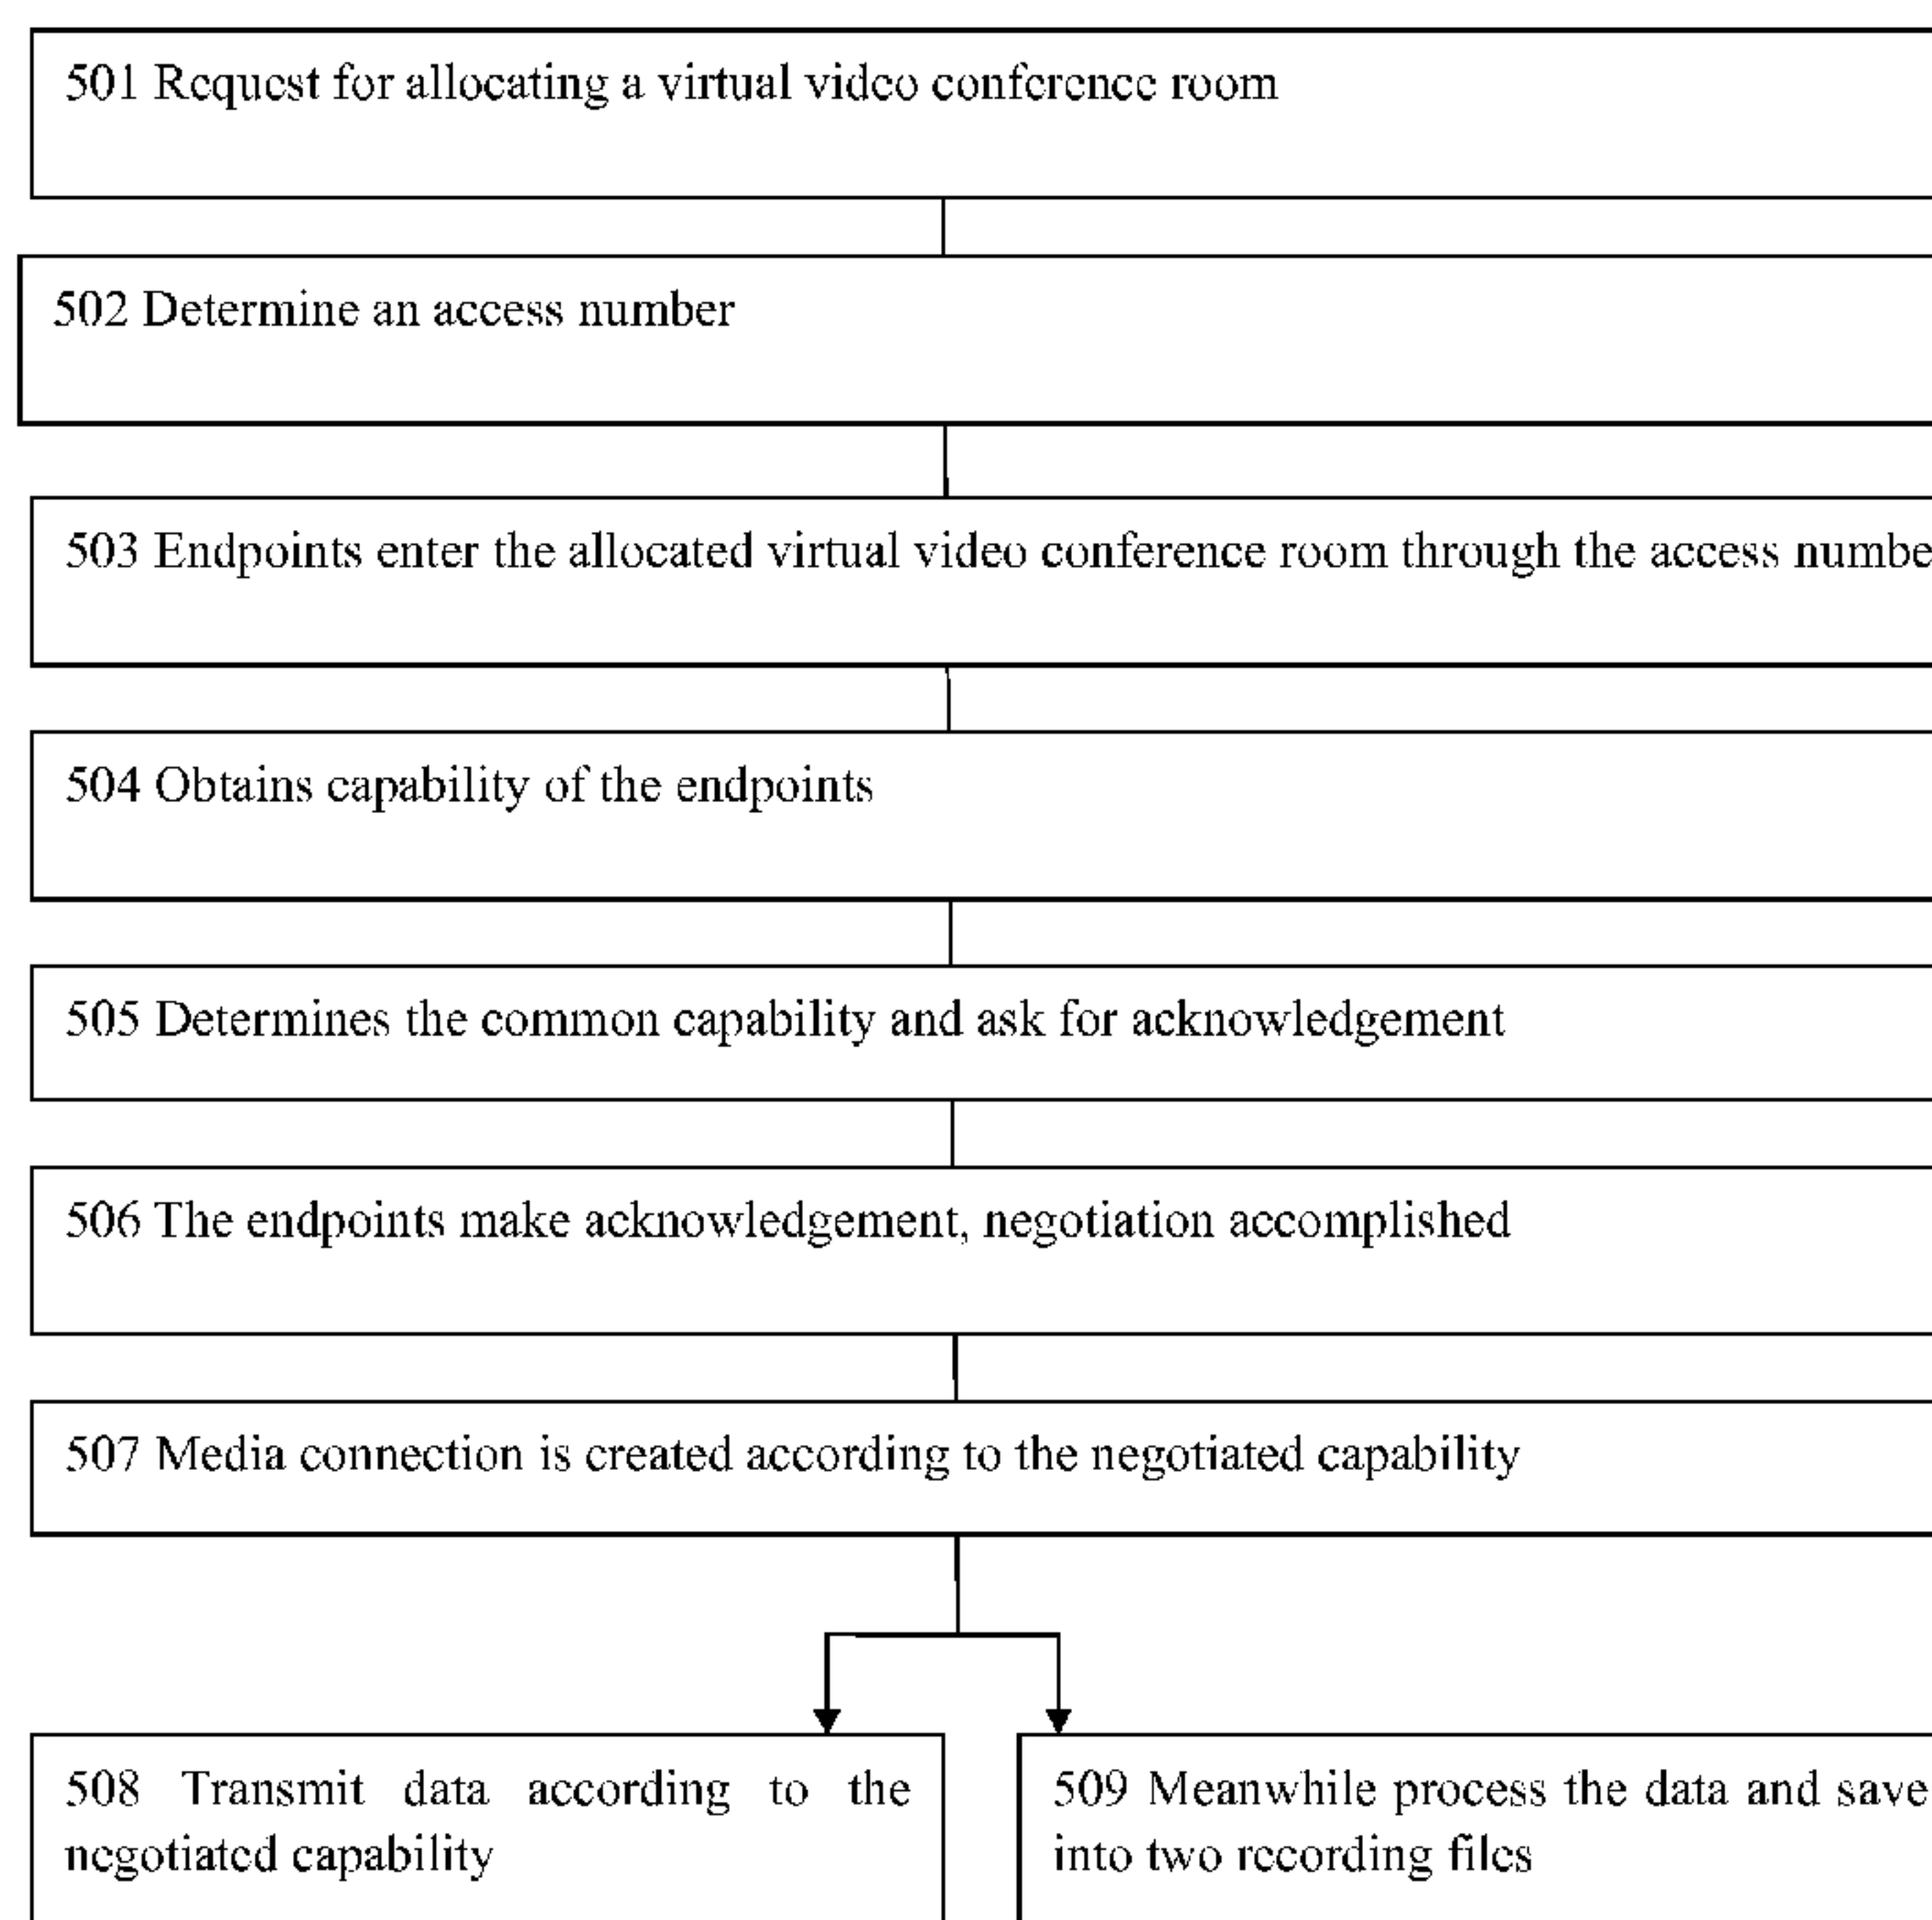 501 Request for allocating a virtual video conference room
502 Determine an access number
503 Endpoints enter the allocated virtual video conference room through the access numbe
504 Obtains capability of the endpoints
505 Determines the common capability and ask for acknowledgement
506 The endpoints make acknowledgement, negotiation accomplished
507 Media connection is created according to the negotiated capability
508 Transmit data according to the
negotiated capability
509 Meanwhile process the data and save
into two recording files